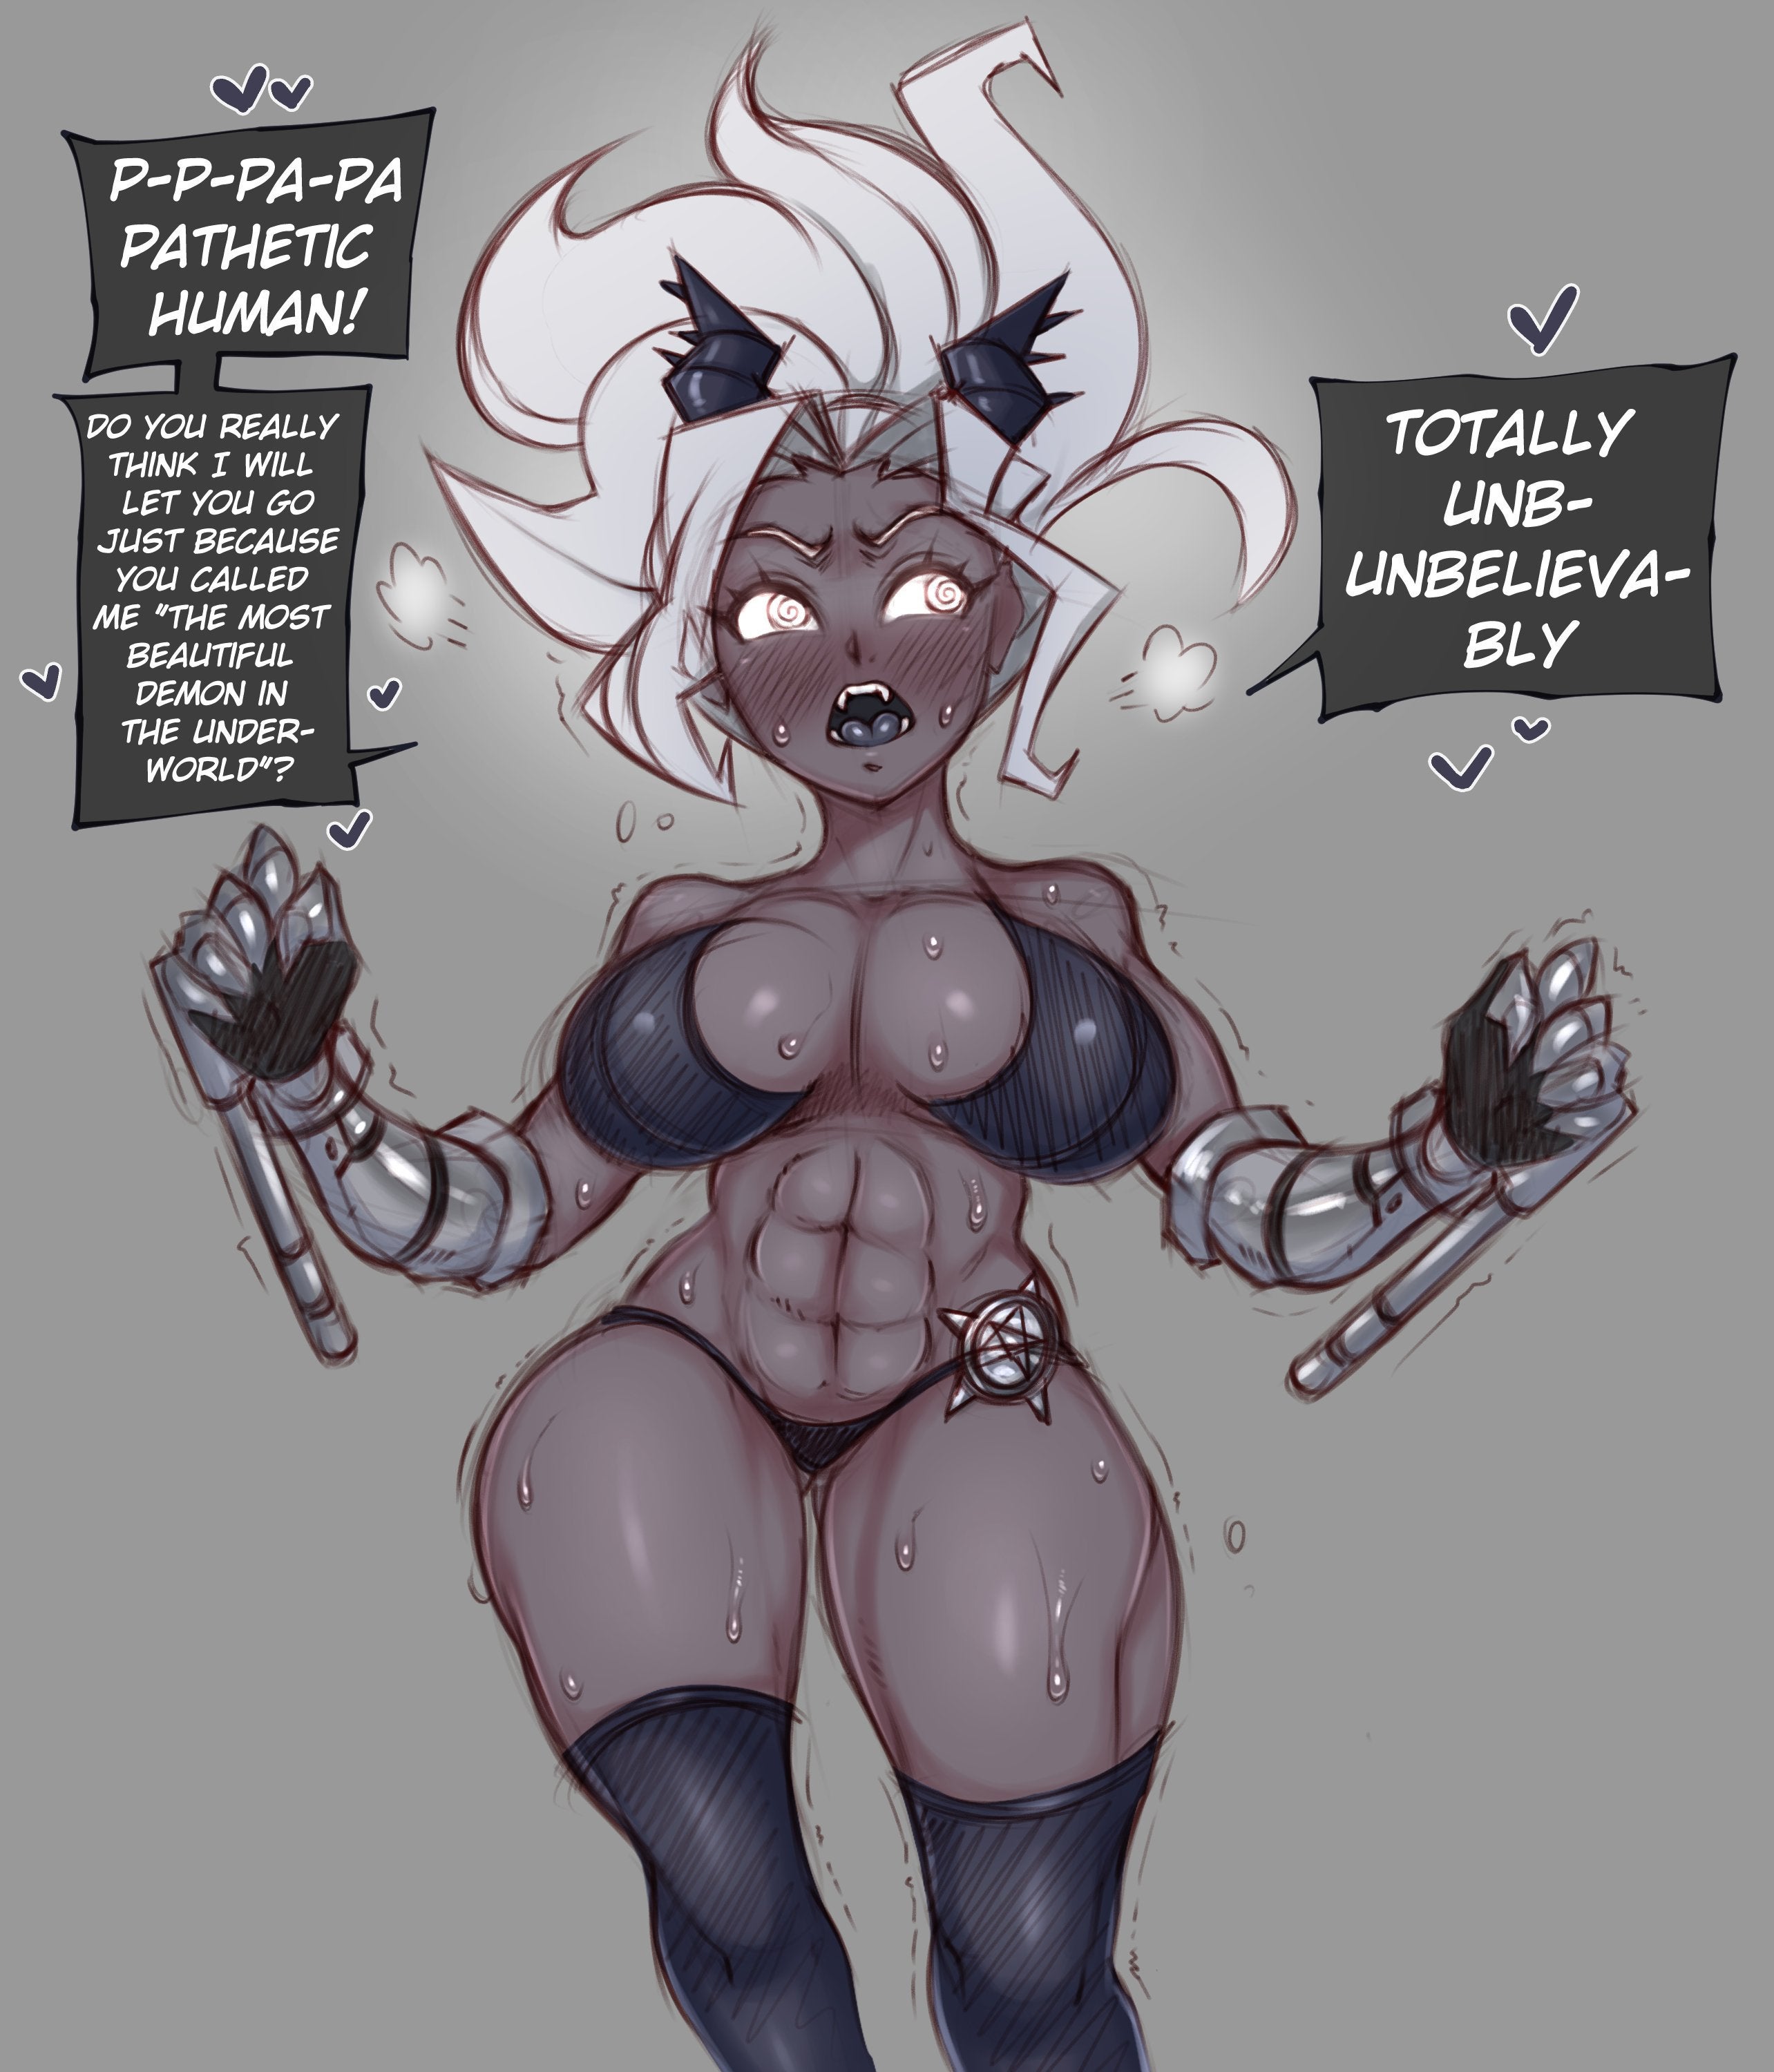 P-P-PA-PA
PATHETIC
HUMAN!
DO YOU REALLY
THINK I WILL
LET YOU GO
JUST BECAUSE
YOU CALLED
ME "THE MOST
BEAUTIFUL
DEMON IN
THE UNDER-
WORLD"?
TOTALLY
UNB-
UNBELIEVA-
BLY